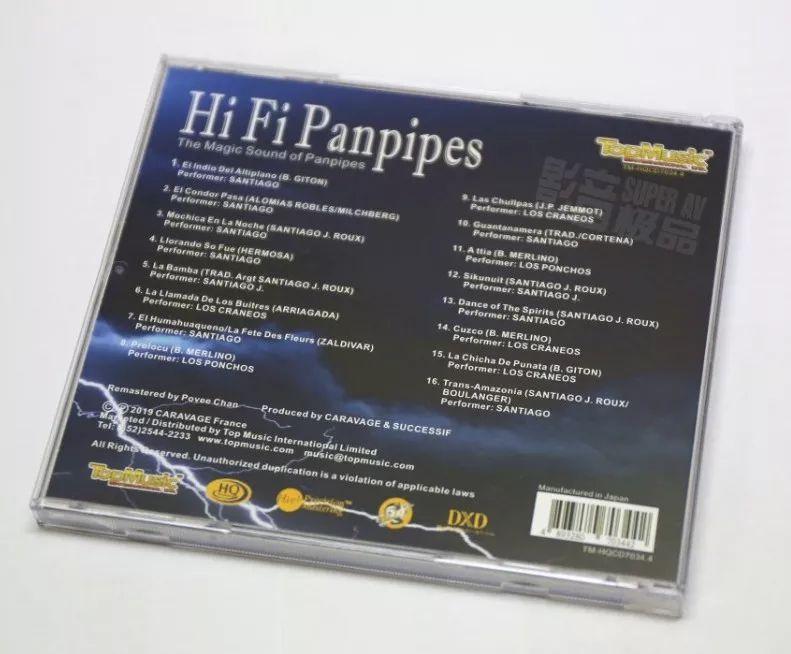 Hi Fi Panpipes
The Magic Sound of Panpipes
TopMusic
TM-HQCD7034.4
影音極品
SUPER AV
1. El Indio Del Altiplano (B. GITON)
Performer: SANTIAGO
2. El Condor Pasa (ALOMIAS ROBLES/MILCHBERG)
Performer: SANTIAGO
3. Mochica En La Noche (SANTIAGO J. ROUX)
Performer: SANTIAGO
4. Llorando So Fue (HERMOSA)
Performer: SANTIAGO
5. La Bamba (TRAD. Argt SANTIAGO J. ROUX)
Performer: SANTIAGO J.
6. La Llamada De Los Buitres (ARRIAGADA)
Performer: LOS CRANEOS
7. El Humahuaqueno/La Fete Des Fleurs (ZALDIVAR)
Performer: SANTIAGO
8. Prelocu (B. MERLINO)
Performer: LOS PONCHOS
9. Las Chullpas (J.P. JEMMOT)
Performer: LOS CRANEOS
10. Guantanamera (TRAD./CORTENA)
Performer: SANTIAGO
11. A ttia (B. MERLINO)
Performer: LOS PONCHOS
12. Sikunuit (SANTIAGO J. ROUX)
Performer: SANTIAGO J.
13. Dance of The Spirits (SANTIAGO J. ROUX)
Performer: SANTIAGO
14. Cuzco (B. MERLINO)
Performer: LOS CRANEOS
15. La Chicha De Punata (B. GITON)
Performer: LOS CRANEOS
16. Trans-Amazonia (SANTIAGO J. ROUX/
BOULANGER)
Performer: SANTIAGO
Remastered by Povee Chan
Produced by CARAVAGE & SUCCESSIF
© ℗ 2019 CARAVAGE France
Marketed / Distributed by Top Music International Limited
Tel: (852)2544-2233 www.topmusic.com music@topmusic.com
All Rights Reserved. Unauthorized duplication is a violation of applicable laws
TopMusic
HQ
DXD
Manufactured in Japan
TM-HQCD7034.4